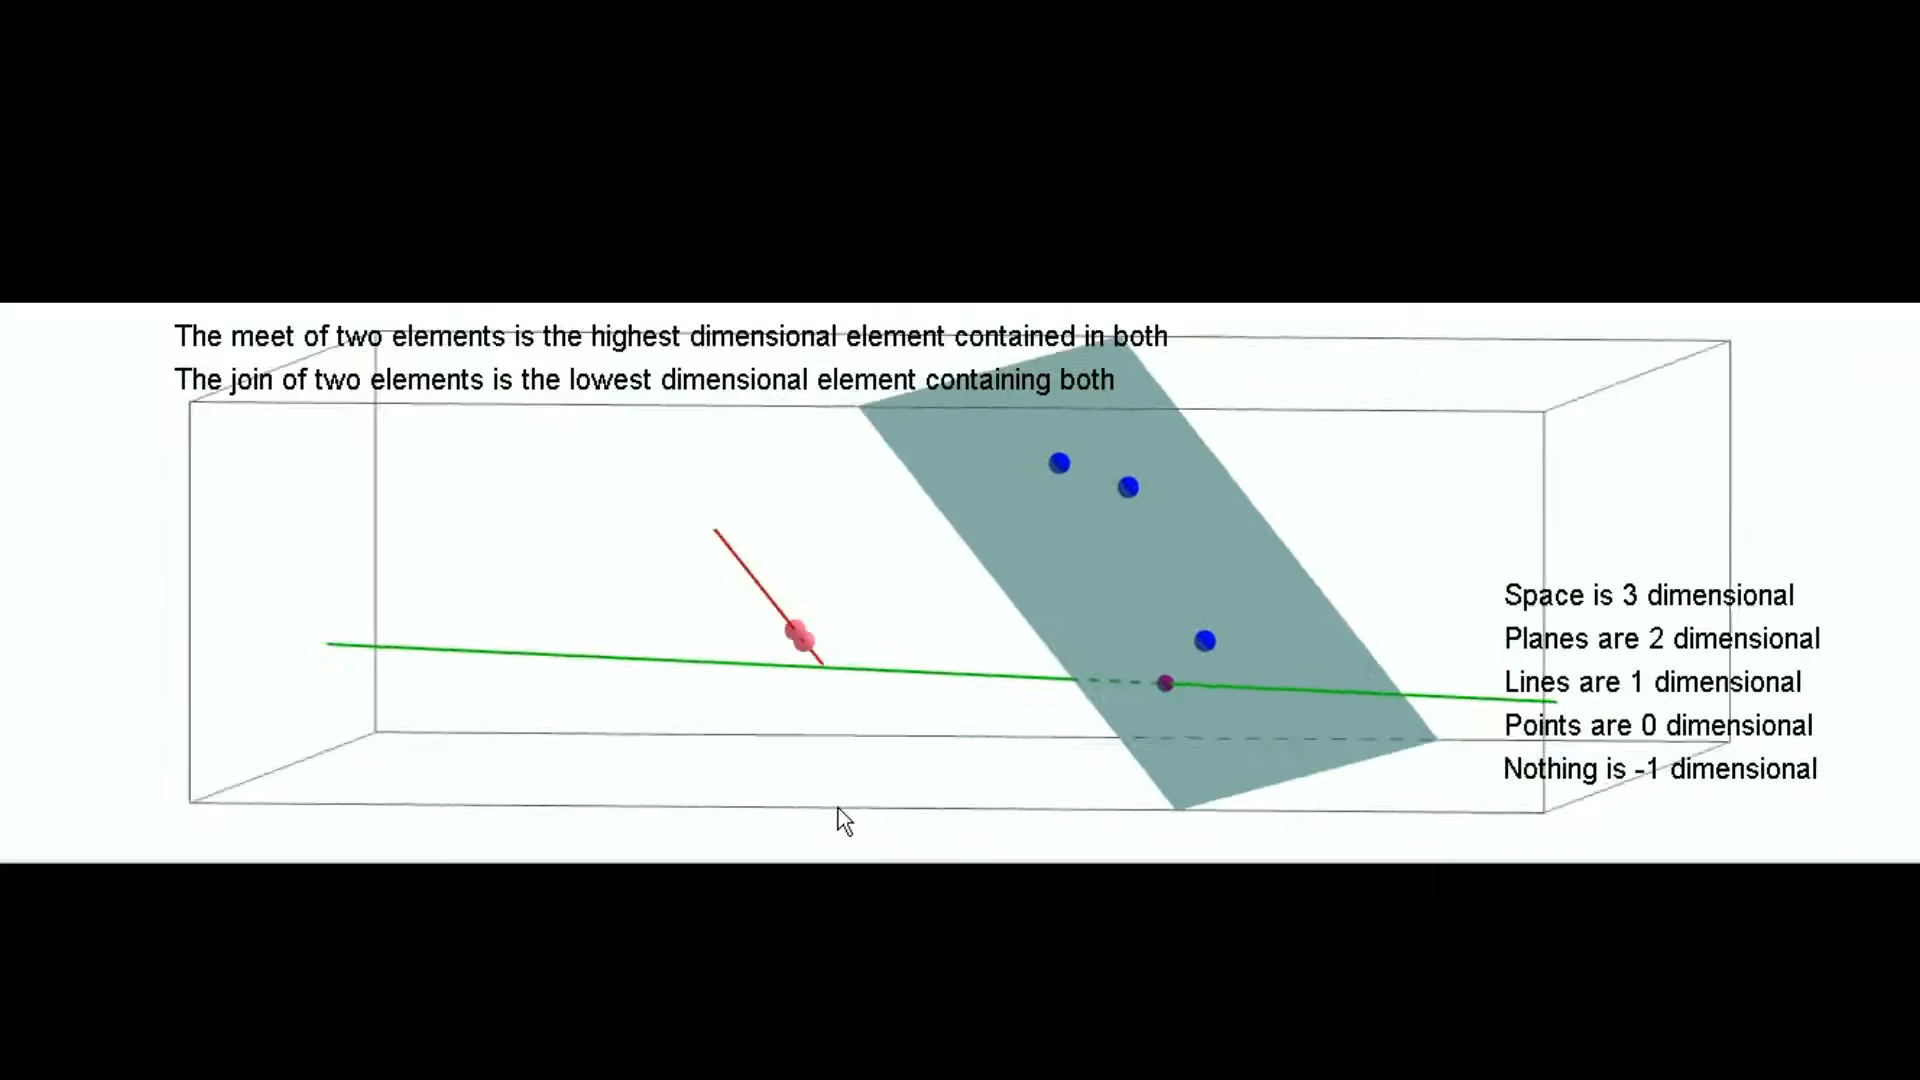 The meet of two elements is the highest dimensional element contained in both
The join of two elements is the lowest dimensional element containing both
Space is 3 dimensional
Planes are 2 dimensional
Lines are 1 dimensional
Points are 0 dimensional
Nothing is -1 dimensional